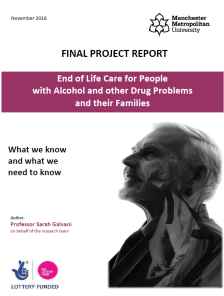 November 2018
Manchester
Metropolitan
University
FINAL PROJECT REPORT
End of Life Care for People
with Alcohol and other Drug Problems
and their Families
What we know
and what we
need to know
Author:
Professor Sarah Galvani
on behalf of the research team
LOTTERY FUNDED